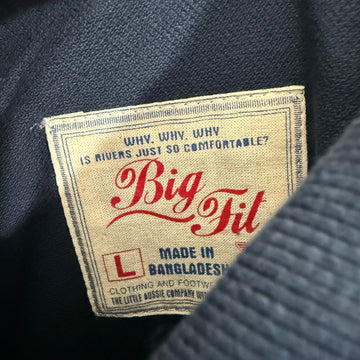 WHY. WHY. WHY
IS RIVERS JUST SO COMFORTABLE?
Big
Fit
L
MADE IN
BANGLADESH
CLOTHING AND
THE LITTLE AUSSIE COMPANY